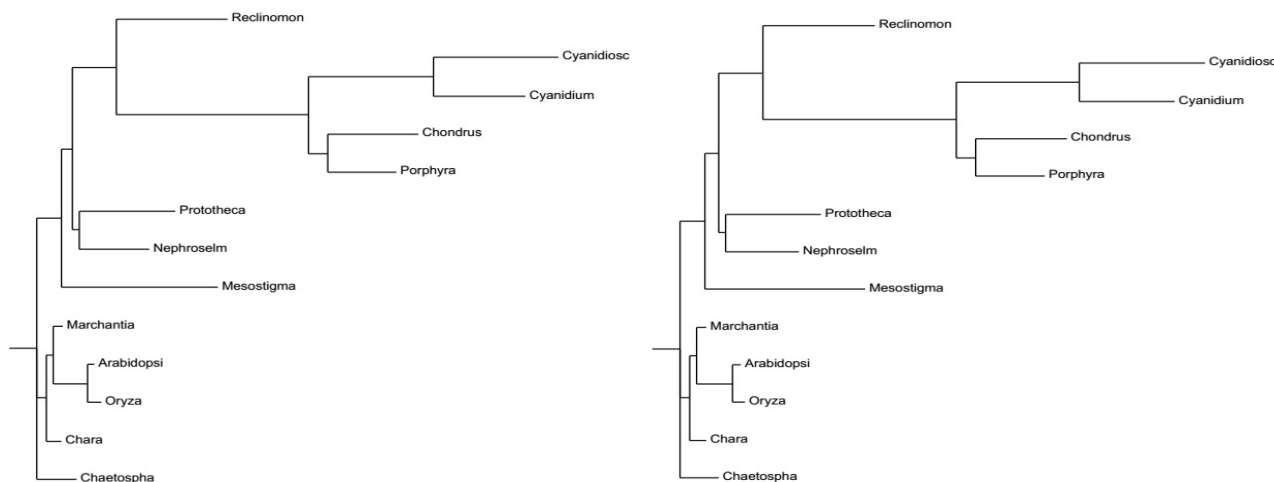 Reclinomon
Cyanidiosc
Cyanidium
Chondrus
Porphyra
Prototheca
Nephroselm
Mesostigma
Marchantia
Arabidopsi
Oryza
Chara
Chaetospha
Reclinomon
Cyanidiosc
Cyanidium
Chondrus
Porphyra
Prototheca
Nephroselm
Mesostigma
Marchantia
Arabidopsi
Oryza
Chara
Chaetospha